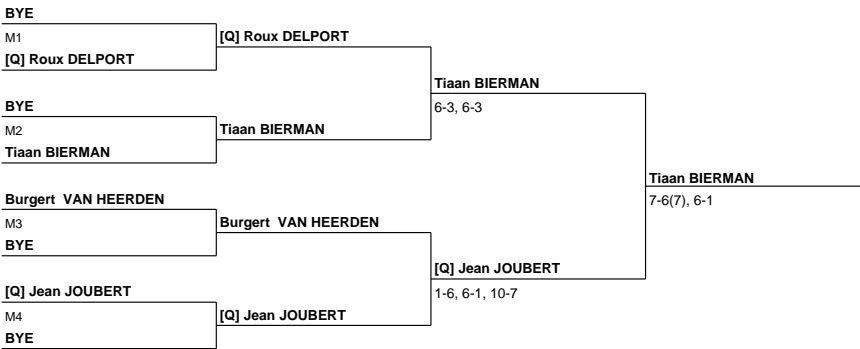 BYE
M1
[Q] Roux DELPORT
[Q] Roux DELPORT
Tiaan BIERMAN
6-3, 6-3
BYE
M2
Tiaan BIERMAN
Tiaan BIERMAN
Tiaan BIERMAN
7-6(7), 6-1
Burgert  VAN HEERDEN
M3
Burgert  VAN HEERDEN
BYE
[Q] Jean JOUBERT
1-6, 6-1, 10-7
[Q] Jean JOUBERT
M4
[Q] Jean JOUBERT
BYE